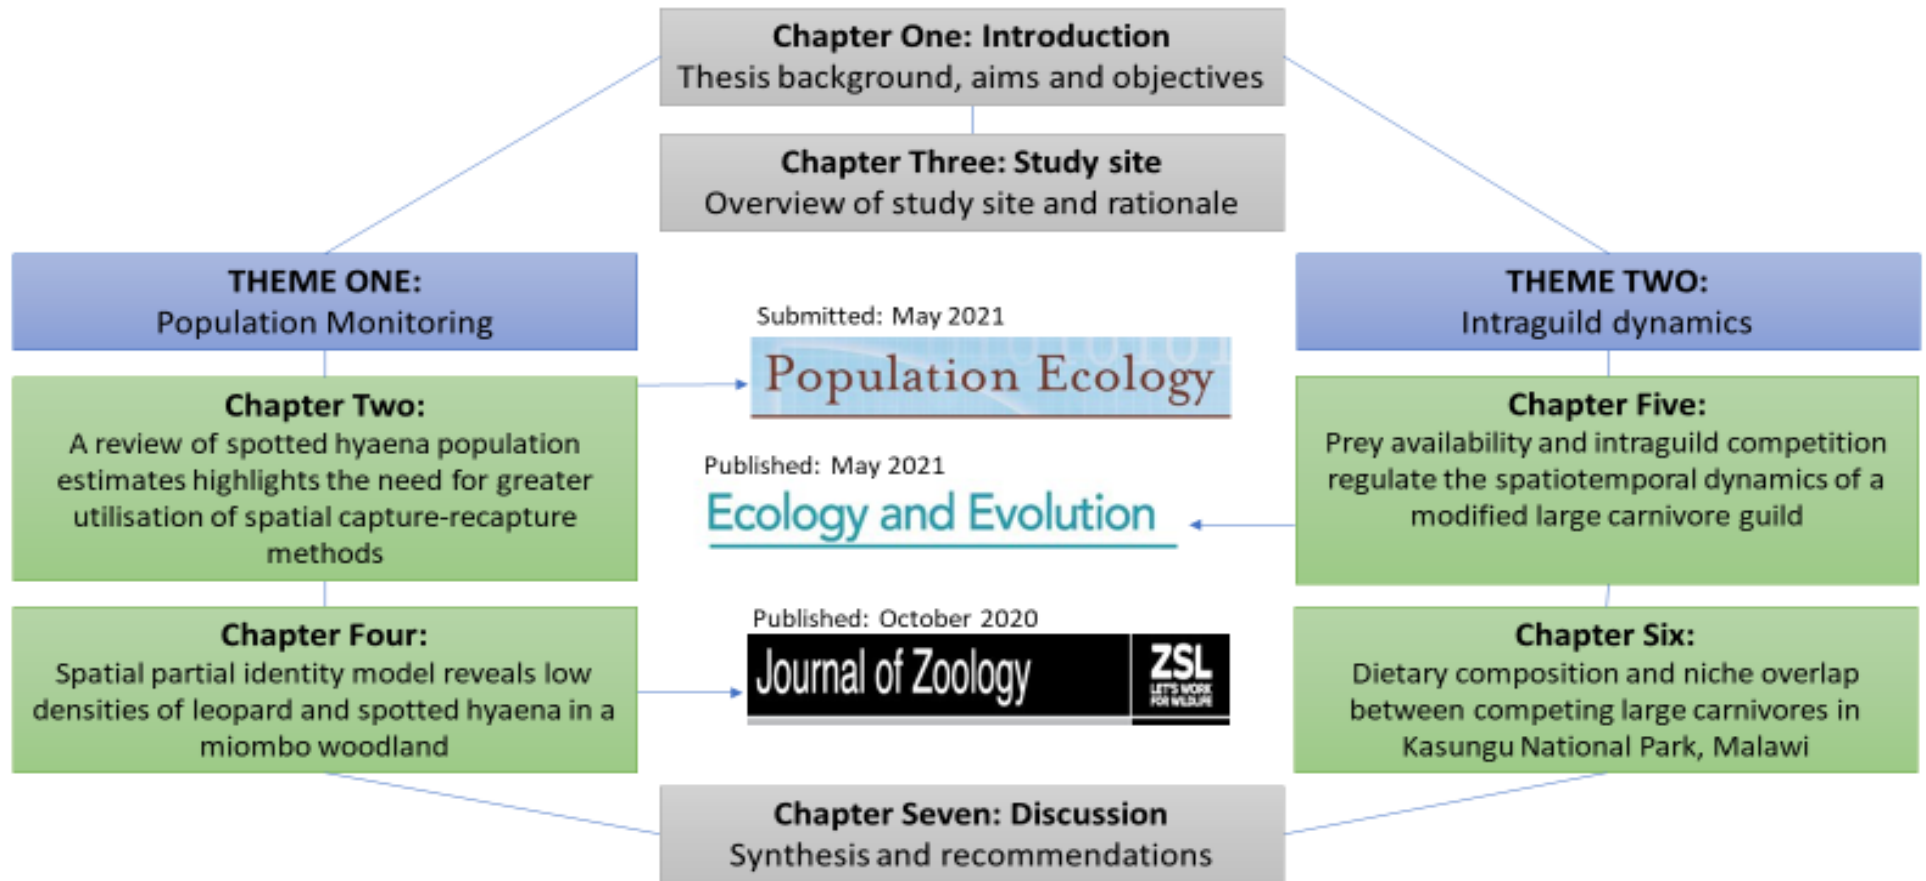 Chapter One: Introduction
Thesis background, aims and objectives
Chapter Three: Study site
Overview of study site and rationale
THEME ONE:
Population Monitoring
Chapter Two:
A review of spotted hyaena population
estimates highlights the need for greater
utilisation of spatial capture-recapture
methods
Chapter Four:
Spatial partial identity model reveals low
densities of leopard and spotted hyaena in a
miombo woodland
Submitted: May 2021
Population Ecology
Published: May 2021
Ecology and Evolution
Published: October 2020
Journal of Zoology
ZSL
LET'S WORK
FOR WILDLIFE
THEME TWO:
Intraguild dynamics
Chapter Five:
Prey availability and intraguild competition
regulate the spatiotemporal dynamics of a
modified large carnivore guild
Chapter Six:
Dietary composition and niche overlap
between competing large carnivores in
Kasungu National Park, Malawi
Chapter Seven: Discussion
Synthesis and recommendations